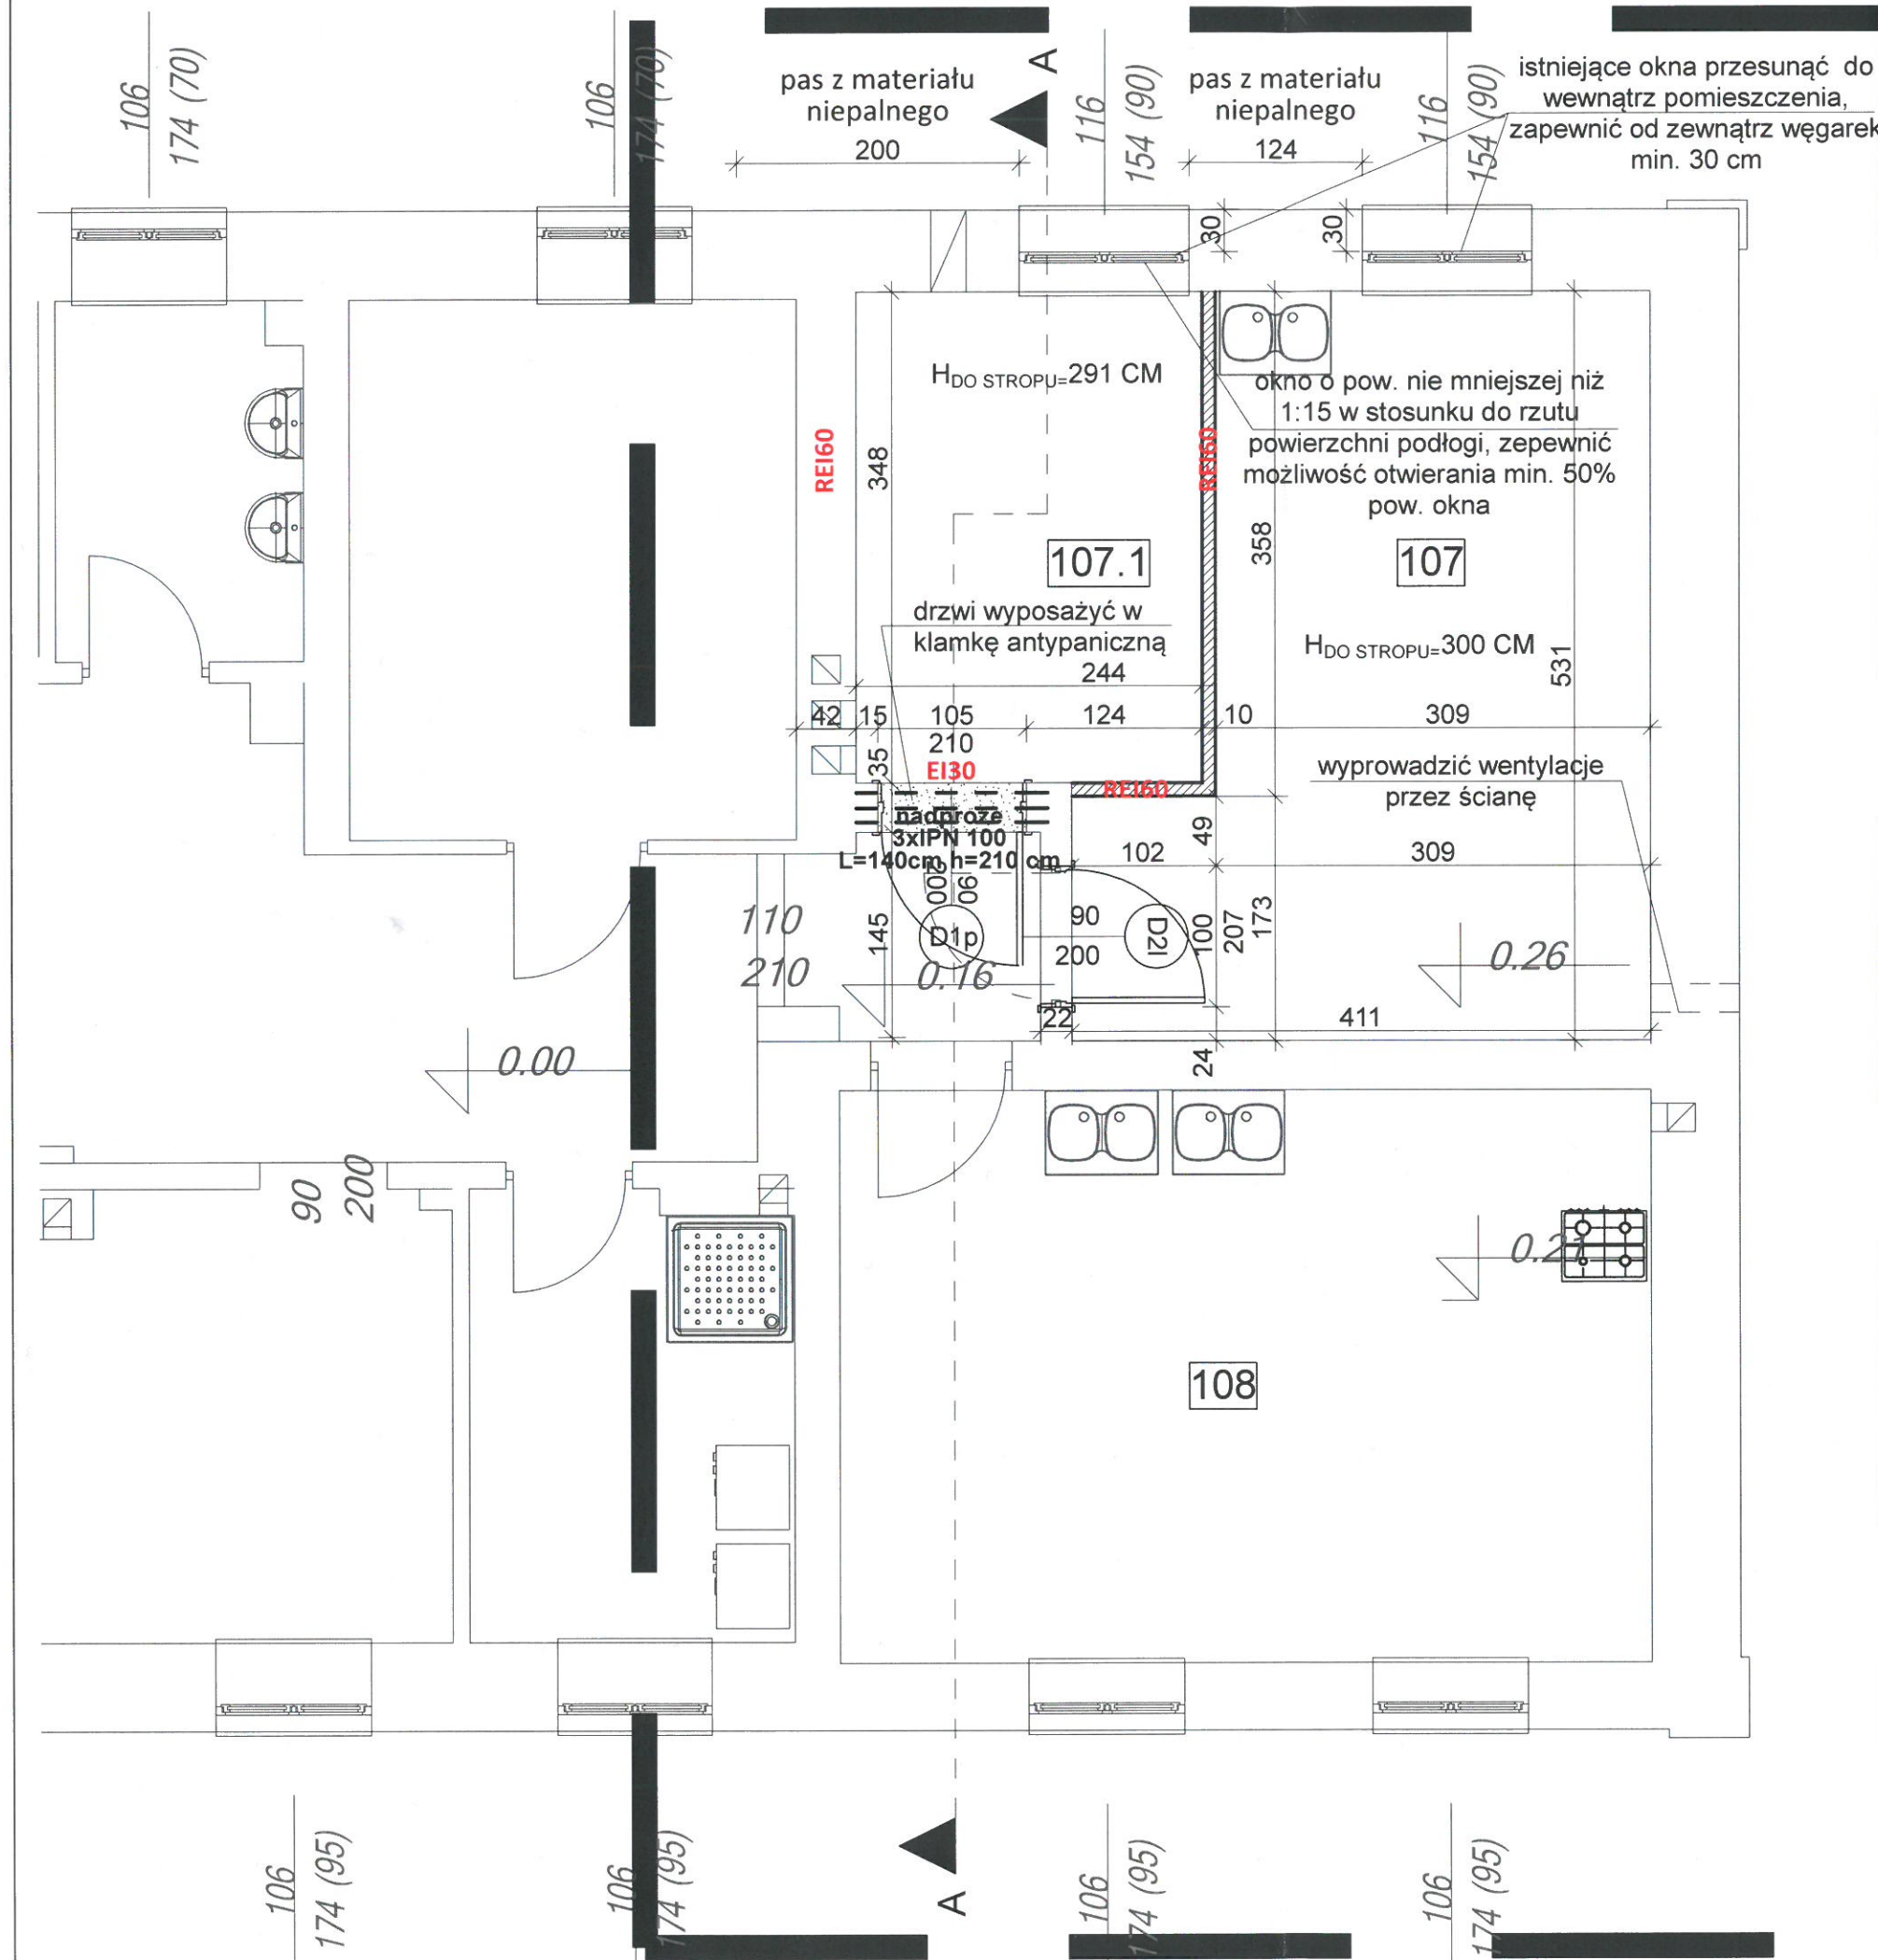 106
174 (70)
106
174 (70)
pas z materiału
niepalnego
200
A
116
154 (90)
pas z materiału
niepalnego
124
116
154 (90)
istniejące okna przesunąć do
wewnątrz pomieszczenia,
zapewnić od zewnątrz węgarek
min. 30 cm
30
30
HDO STROPU=291 CM
okno o pow. nie mniejszej niż
1:15 w stosunku do rzutu
powierzchni podłogi, zepewnić
możliwość otwierania min. 50%
pow. okna
REI60
348
REI60
358
107.1
107
drzwi wyposażyć w
klamkę antypaniczną
244
HDO STROPU=300 CM
531
42
15
105
210
124
10
309
35
EI30
REI60
wyprowadzić wentylacje
przez ścianę
nadproże
3xIPN 100
L=140cm h=210 cm
102
49
309
200
90
110
210
145
D1p
90
200
D2l
100
207
173
0.16
0.26
22
411
24
0.00
90
200
0.21
108
106
174 (95)
106
174 (95)
A
106
174 (95)
106
174 (95)